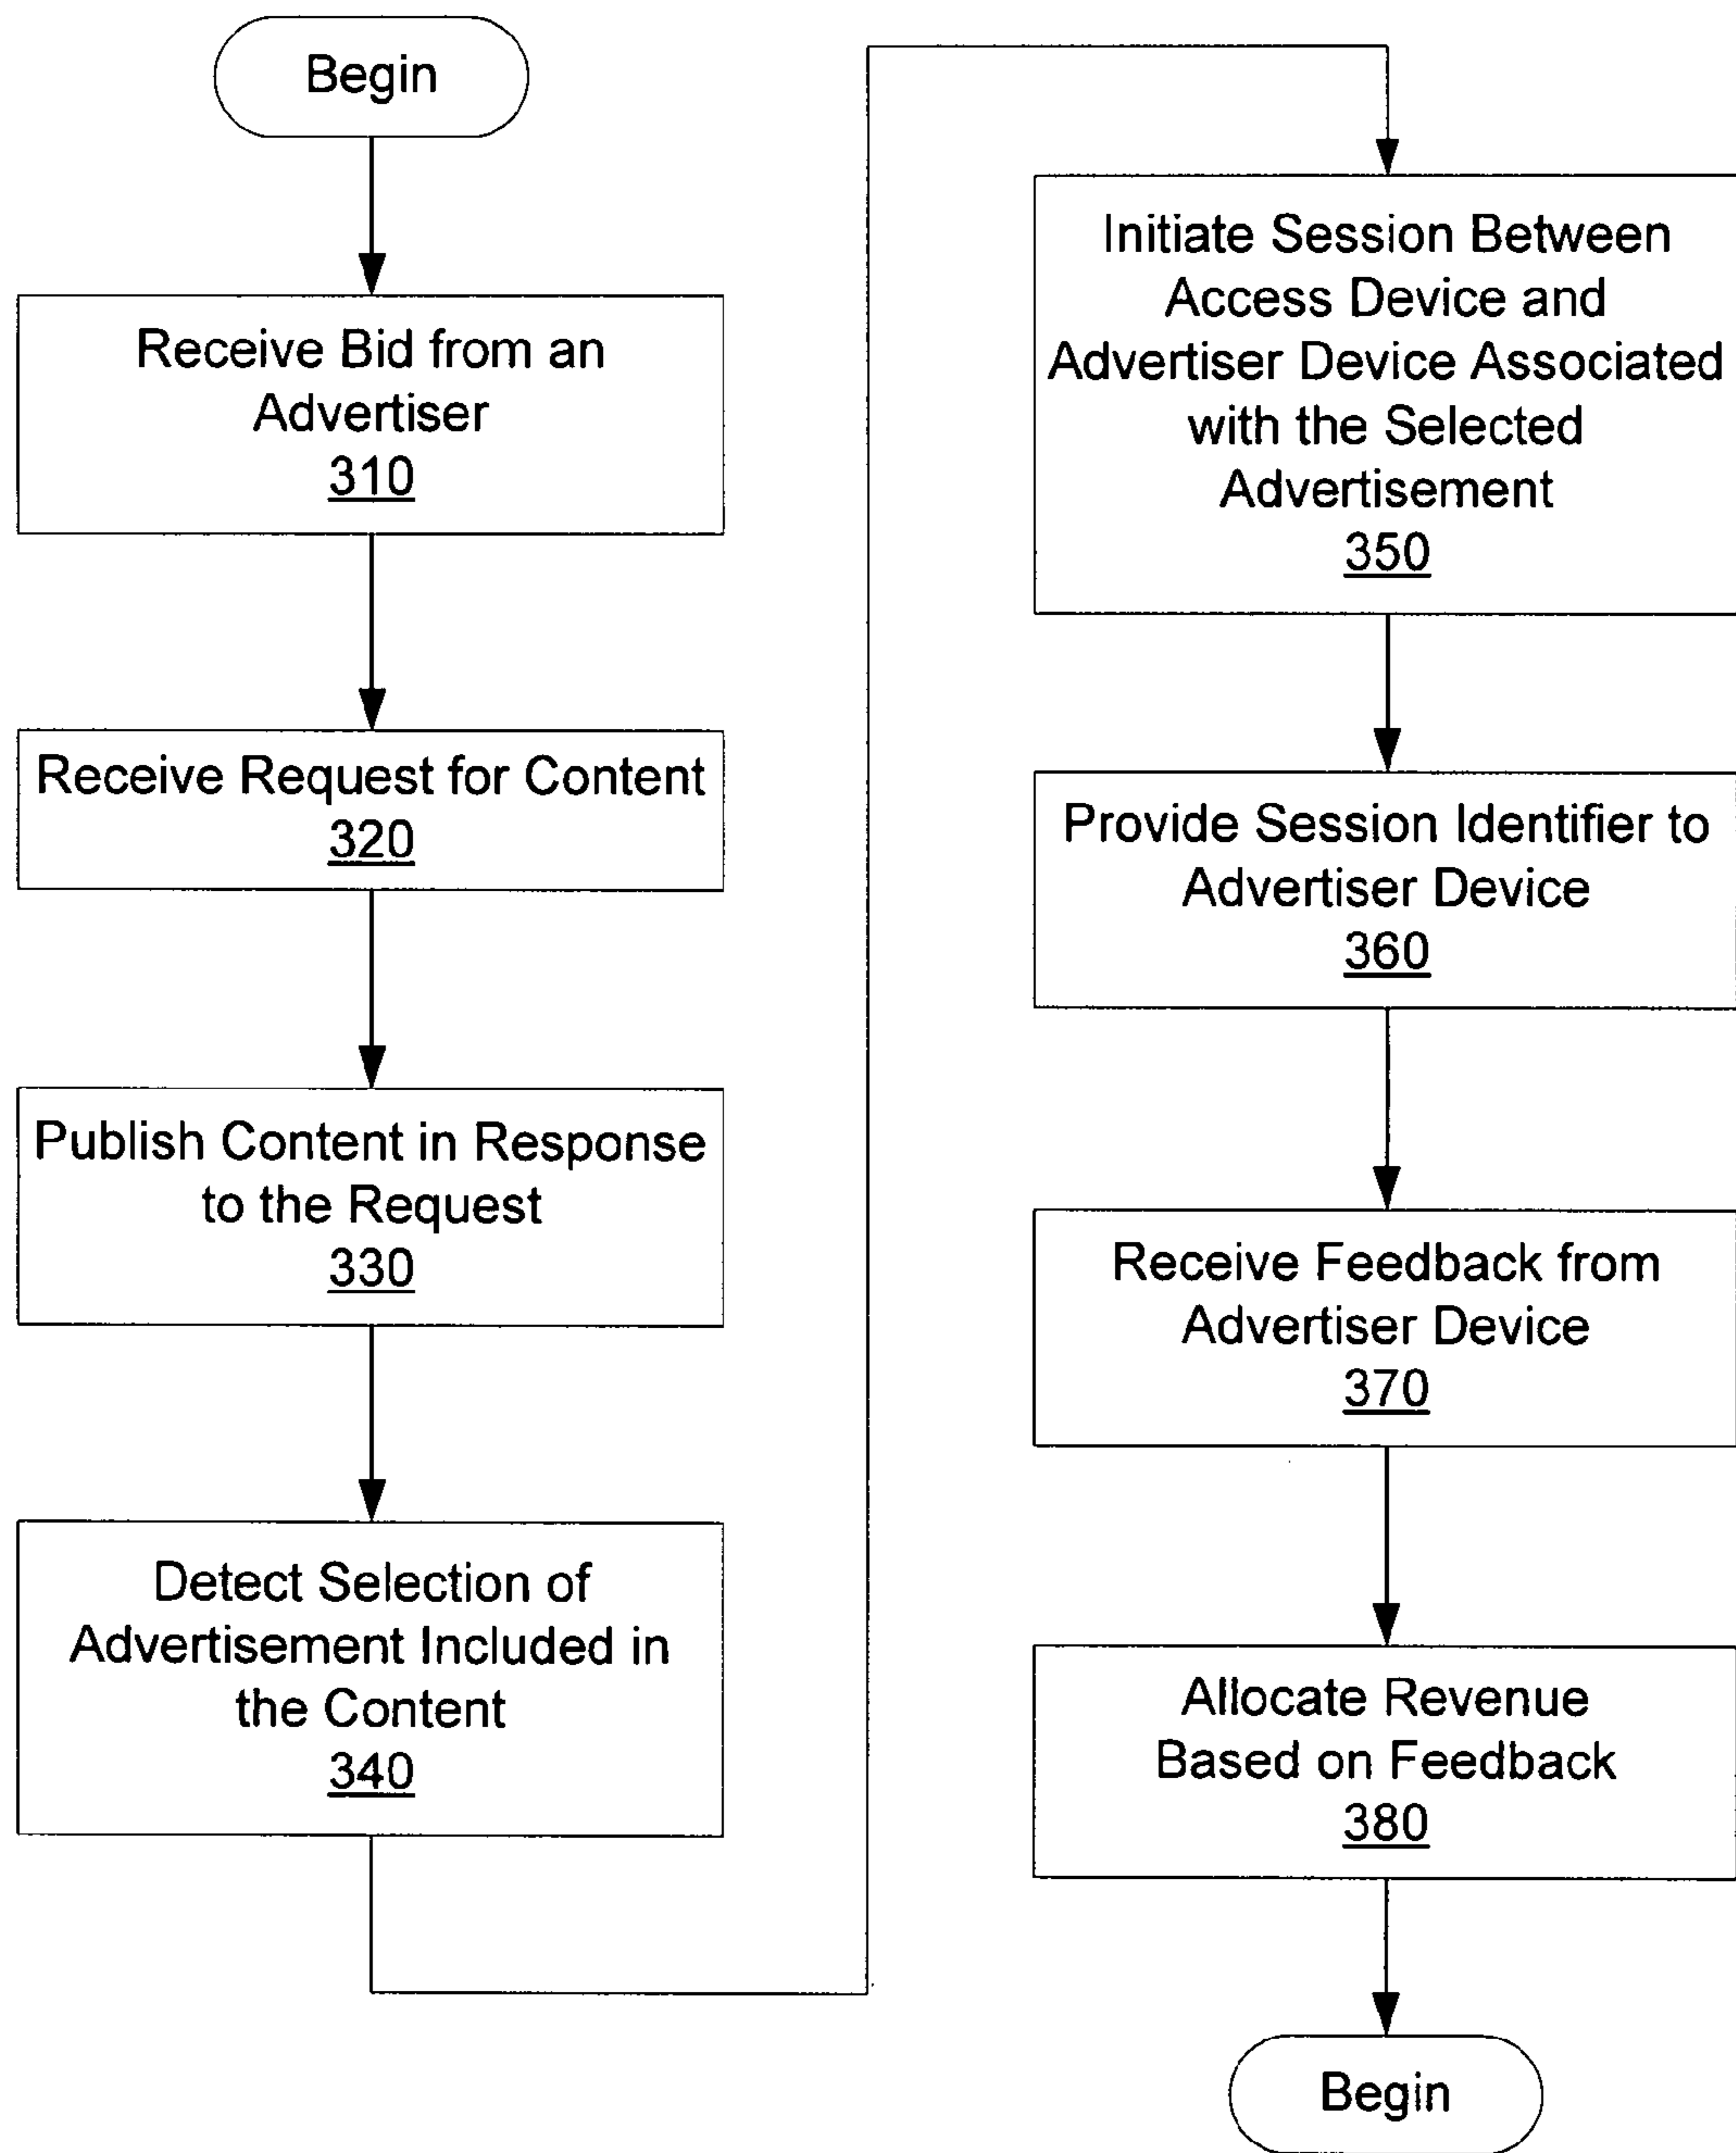 Begin
Receive Bid from an
Advertiser
310
Receive Request for Content
320
Publish Content in Response
to the Request
330
Detect Selection of
Advertisement Included in
the Content
340
Initiate Session Between
Access Device and
Advertiser Device Associated
with the Selected
Advertisement
350
Provide Session Identifier to
Advertiser Device
360
Receive Feedback from
Advertiser Device
370
Allocate Revenue
Based on Feedback
380
Begin